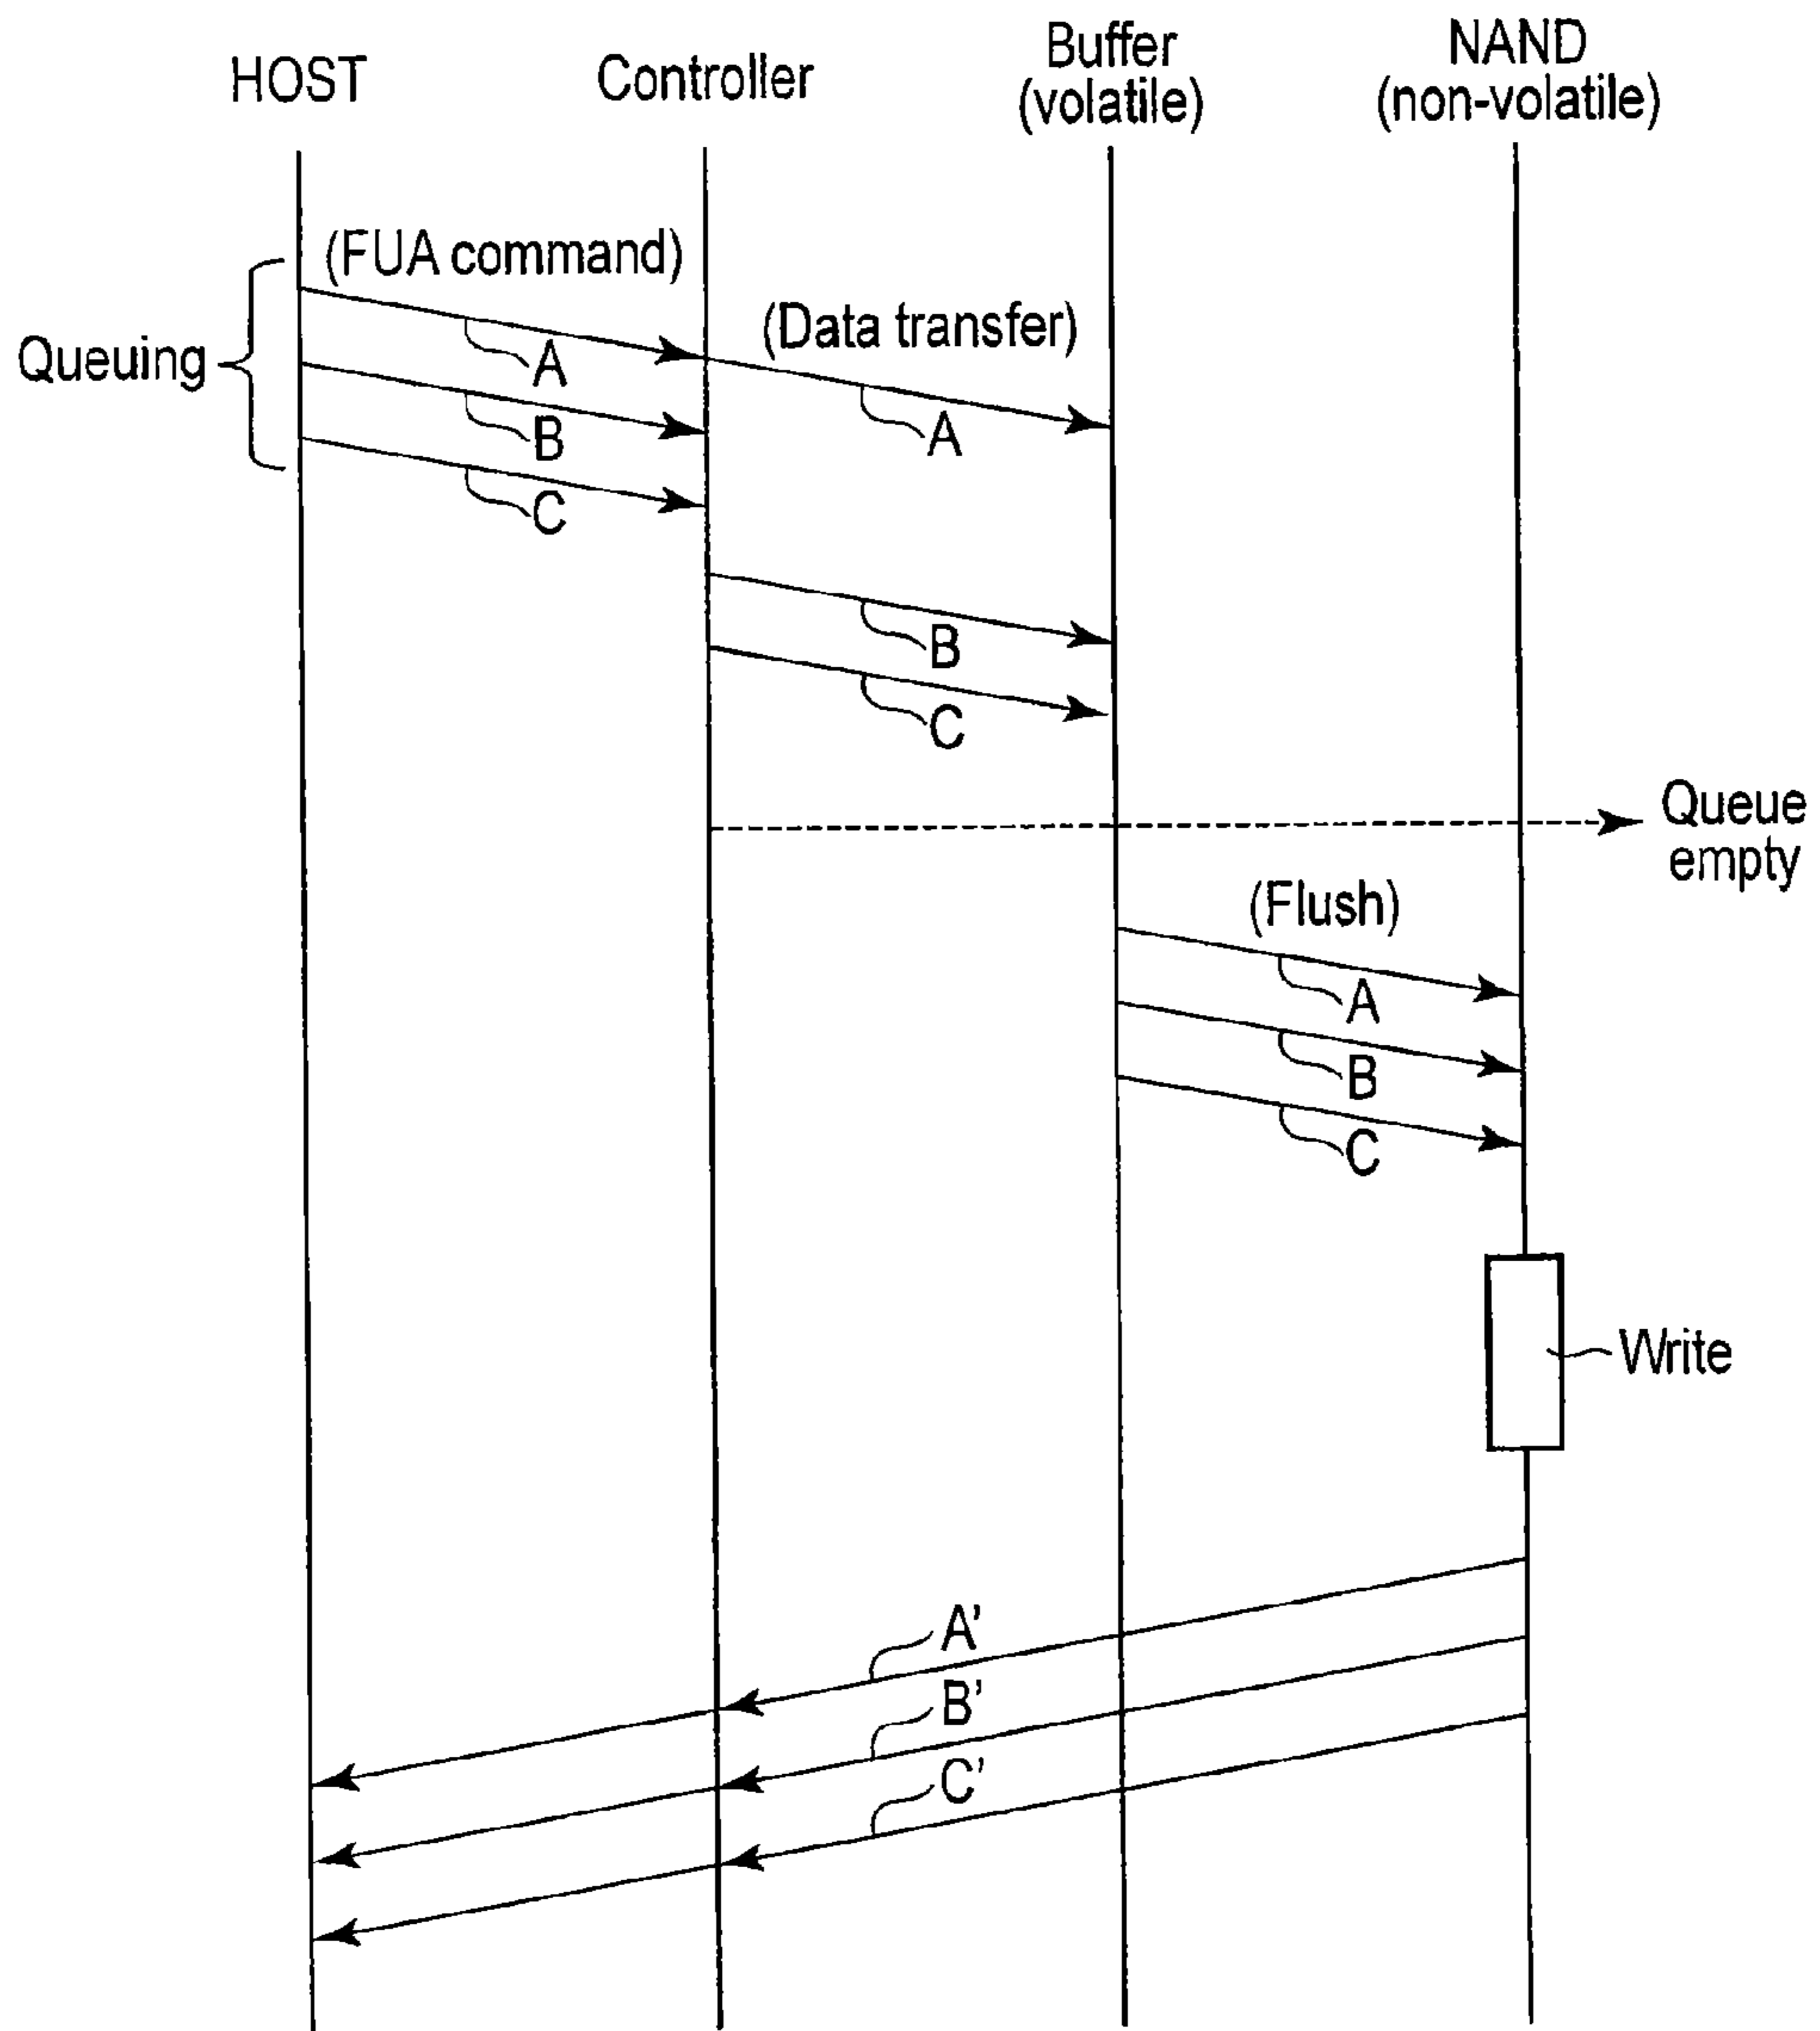 HOST
Controller
Buffer
(volatile)
NAND
(non-volatile)
(FUA command)
(Data transfer)
Queuing
A
A
B
C
B
C
Queue
empty
(Flush)
A
B
C
Write
A'
B'
C'